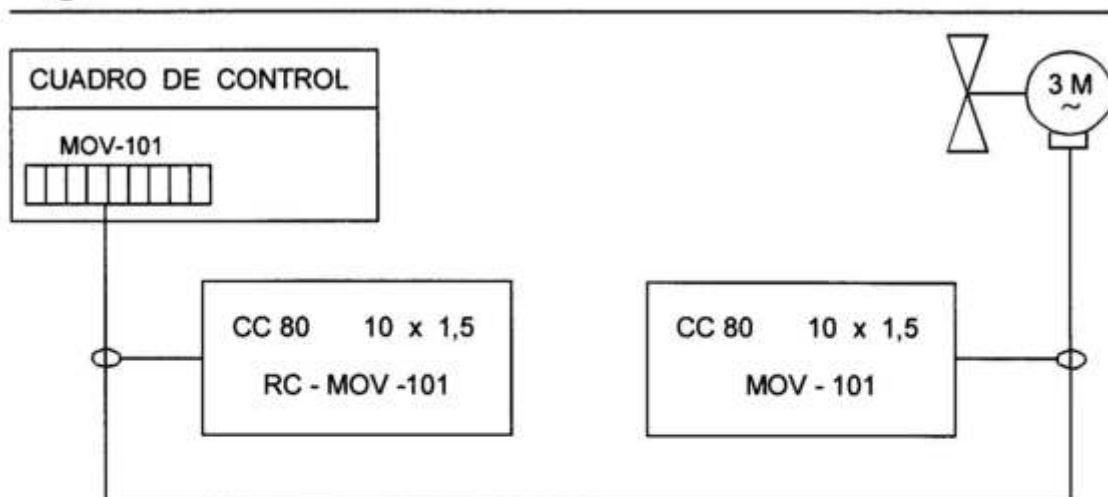 CUADRO DE CONTROL
MOV-101
3 M
~
CC 80 10 x 1,5
RC - MOV -101
CC 80 10 x 1,5
MOV - 101